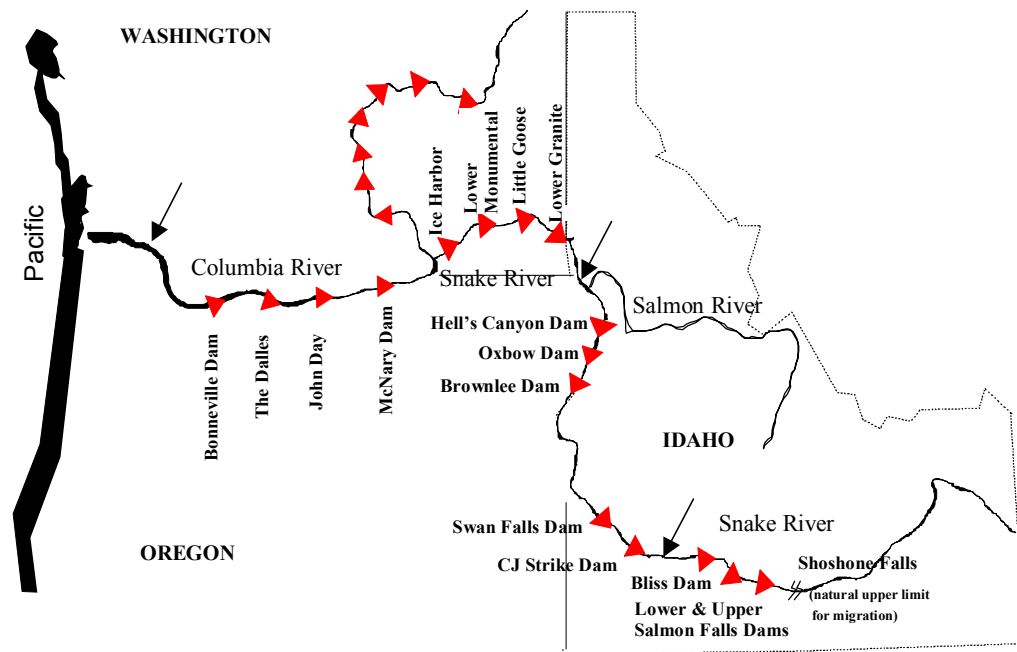 WASHINGTON
Pacific
Columbia River
Bonneville Dam
The Dalles
John Day
McNary Dam
Ice Harbor
Lower
Monumental
Little Goose
Lower Granite
Snake River
Salmon River
Hell's Canyon Dam
Oxbow Dam
Brownlee Dam
IDAHO
Swan Falls Dam
CJ Strike Dam
Snake River
Bliss Dam
Lower & Upper
Salmon Falls Dams
Shoshone Falls
(natural upper limit
for migration)
OREGON